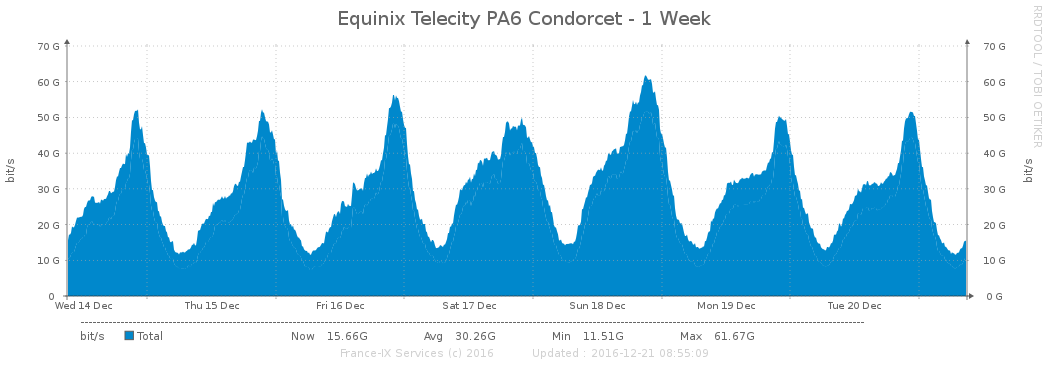 Equinix Telecity PA6 Condorcet - 1 Week
RRDTOOL / TOBI OETIKER
70 G 70 G
60 G 60 G
50 G 50 G
40 G 40 G
30 G 30 G
20 G 20 G
10 G 10 G
0 0 G
bit/s bit/s
Wed 14 Dec Thu 15 Dec Fri 16 Dec Sat 17 Dec Sun 18 Dec Mon 19 Dec Tue 20 Dec
bit/s Total Now 15.66G Avg 30.26G Min 11.51G Max 61.67G
France-IX Services (c) 2016 Updated : 2016-12-21 08:55:09